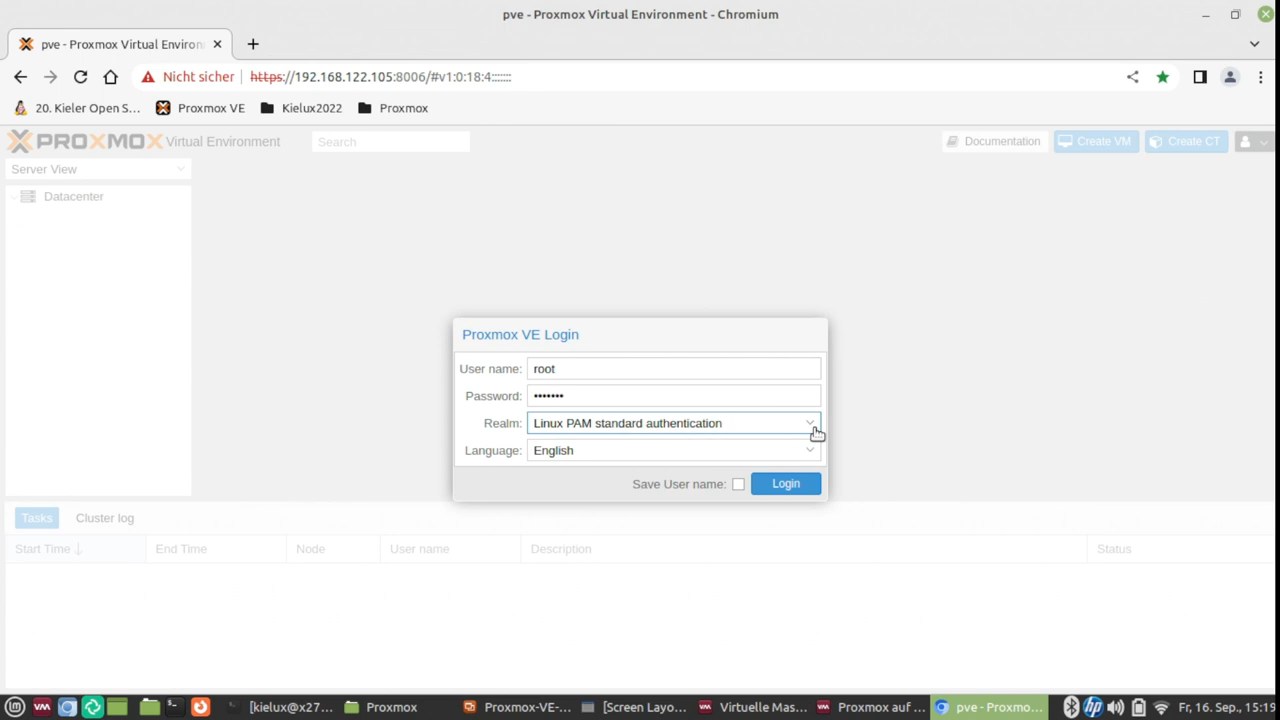 pve - Proxmox Virtual Environment - Chromium
pve - Proxmox Virtual Environ
Nicht sicher https://192.168.122.105:8006/#v1:0:18:4:::::::
20. Kieler Open S... Proxmox VE Kielux2022 Proxmox
PROXMOX Virtual Environment Search Documentation Create VM Create CT
Server View
Datacenter
Proxmox VE Login
User name: root
Password: •••••••
Realm: Linux PAM standard authentication
Language: English
Save User name: Login
Tasks Cluster log
Start Time End Time Node User name Description Status
[kielux@x27... Proxmox Proxmox-VE-... [Screen Layo... Virtuelle Mas... Proxmox auf ... pve - Proxmo... Fr, 16. Sep., 15:19